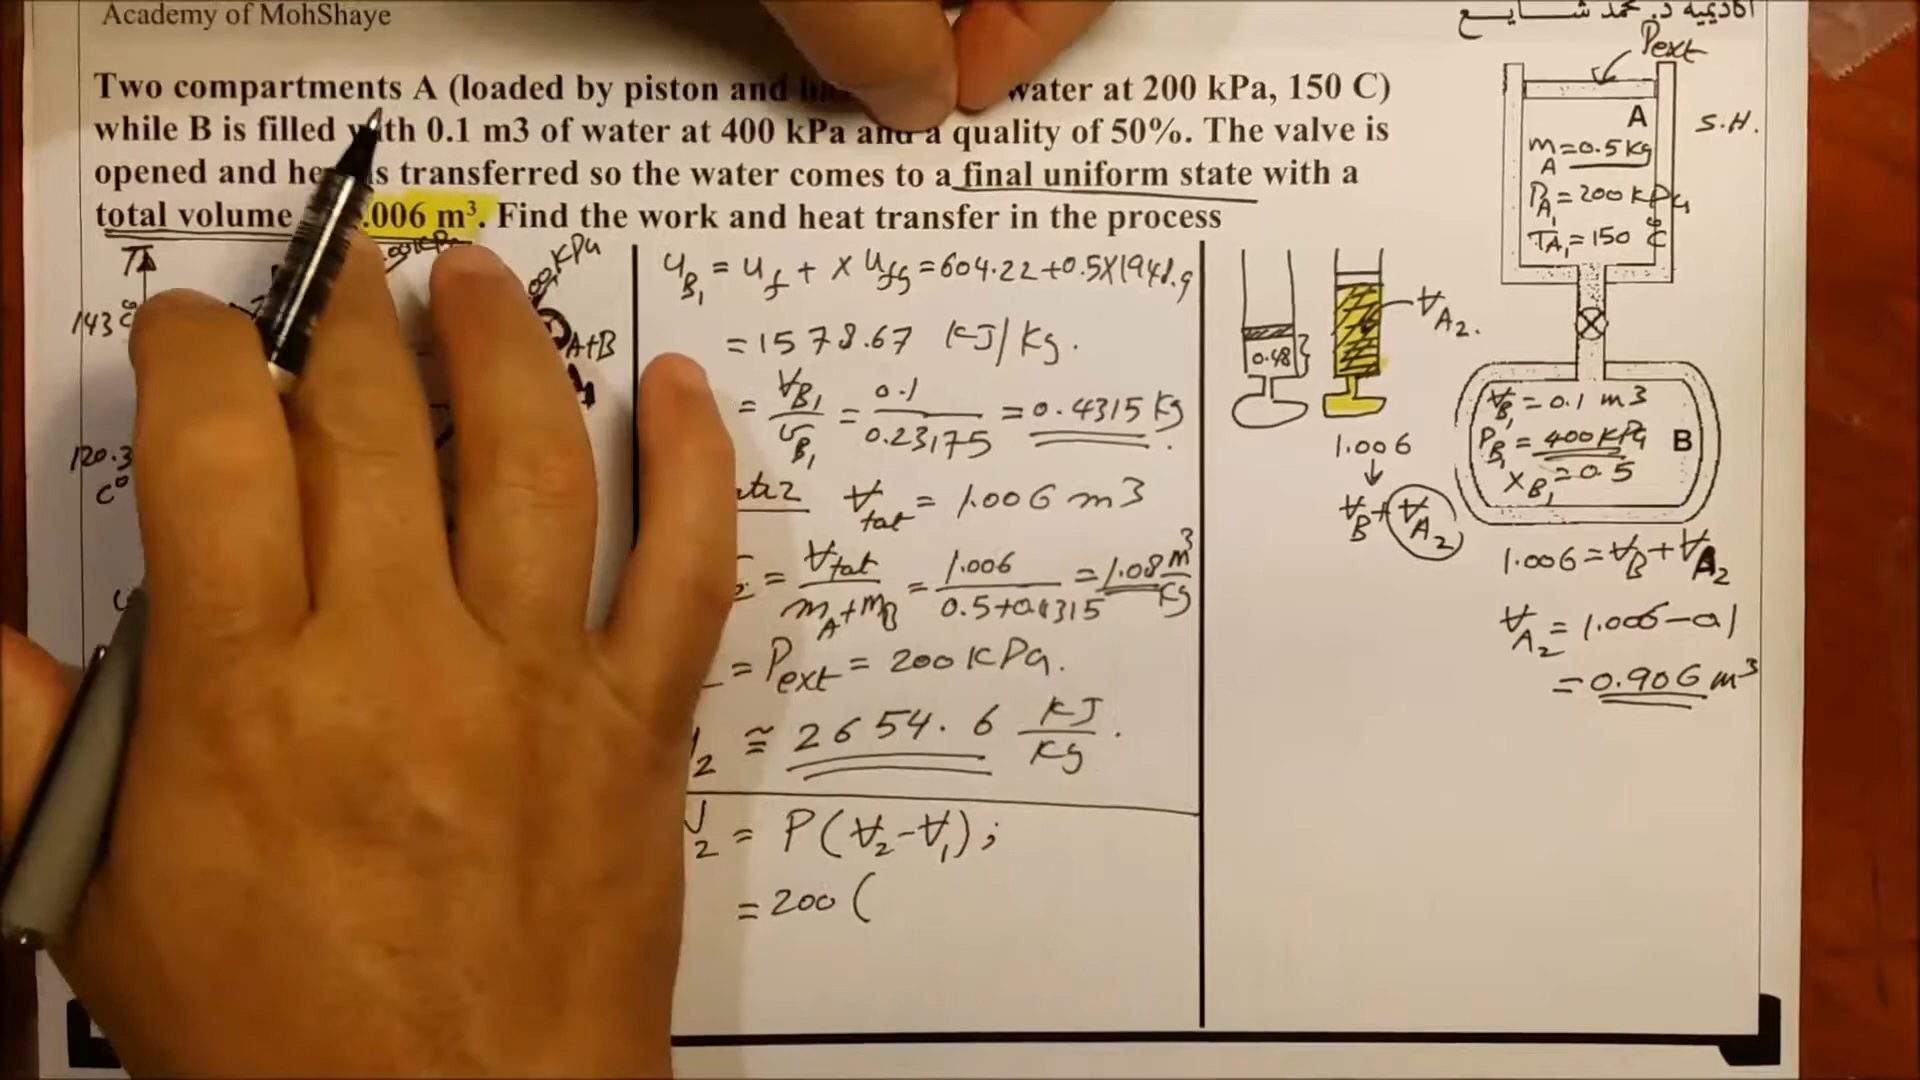 Academy of MohShaye
أكاديمية د. محمد شايع
Two compartments A (loaded by piston and water at 200 kPa, 150 C)
while B is filled with 0.1 m3 of water at 400 kPa and a quality of 50%. The valve is
opened and transferred so the water comes to a final uniform state with a
total volume .006 m³. Find the work and heat transfer in the process
T
143 C°
120.3
C°
kPa
A+B
u_B1 = u_f + x u_fg = 604.22 + 0.5 x 1948.9
= 1578.67 kJ/kg.
= V_B1 / v_B1 = 0.1 / 0.23175 = 0.4315 kg.
V_tot = 1.006 m3
= V_tot / (m_A + m_B) = 1.006 / (0.5+0.4315) = 1.08 m³/kg
= P_ext = 200 kPa.
2 ≅ 2654.6 kJ/kg.
2 = P(V_2 - V_1);
= 200 (
0.48
V_A2.
1.006
↓
V_B + V_A2
P_ext
A
S.H.
m_A = 0.5 kg
P_A1 = 200 kPa
T_A1 = 150 C°
V_B1 = 0.1 m3
P_B1 = 400 kPa
B
x_B1 = 0.5
1.006 = V_B + V_A2
V_A2 = 1.006 - 0.1
= 0.906 m³